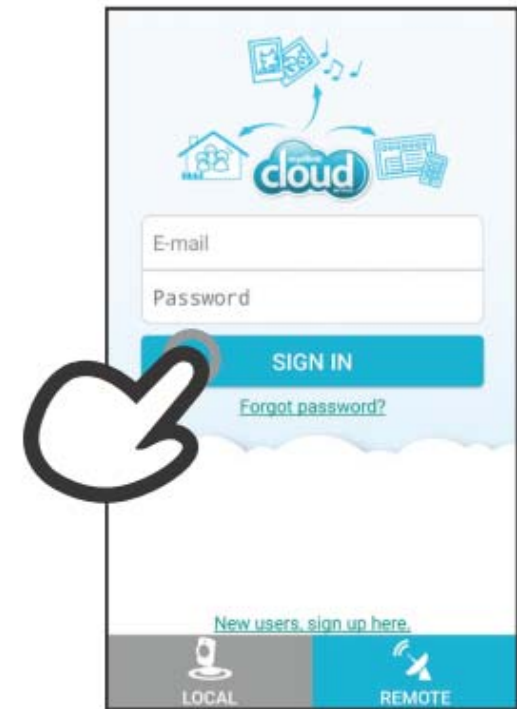 cloud
E-mail
Password
SIGN IN
Forgot password?
New users, sign up here.
LOCAL
REMOTE